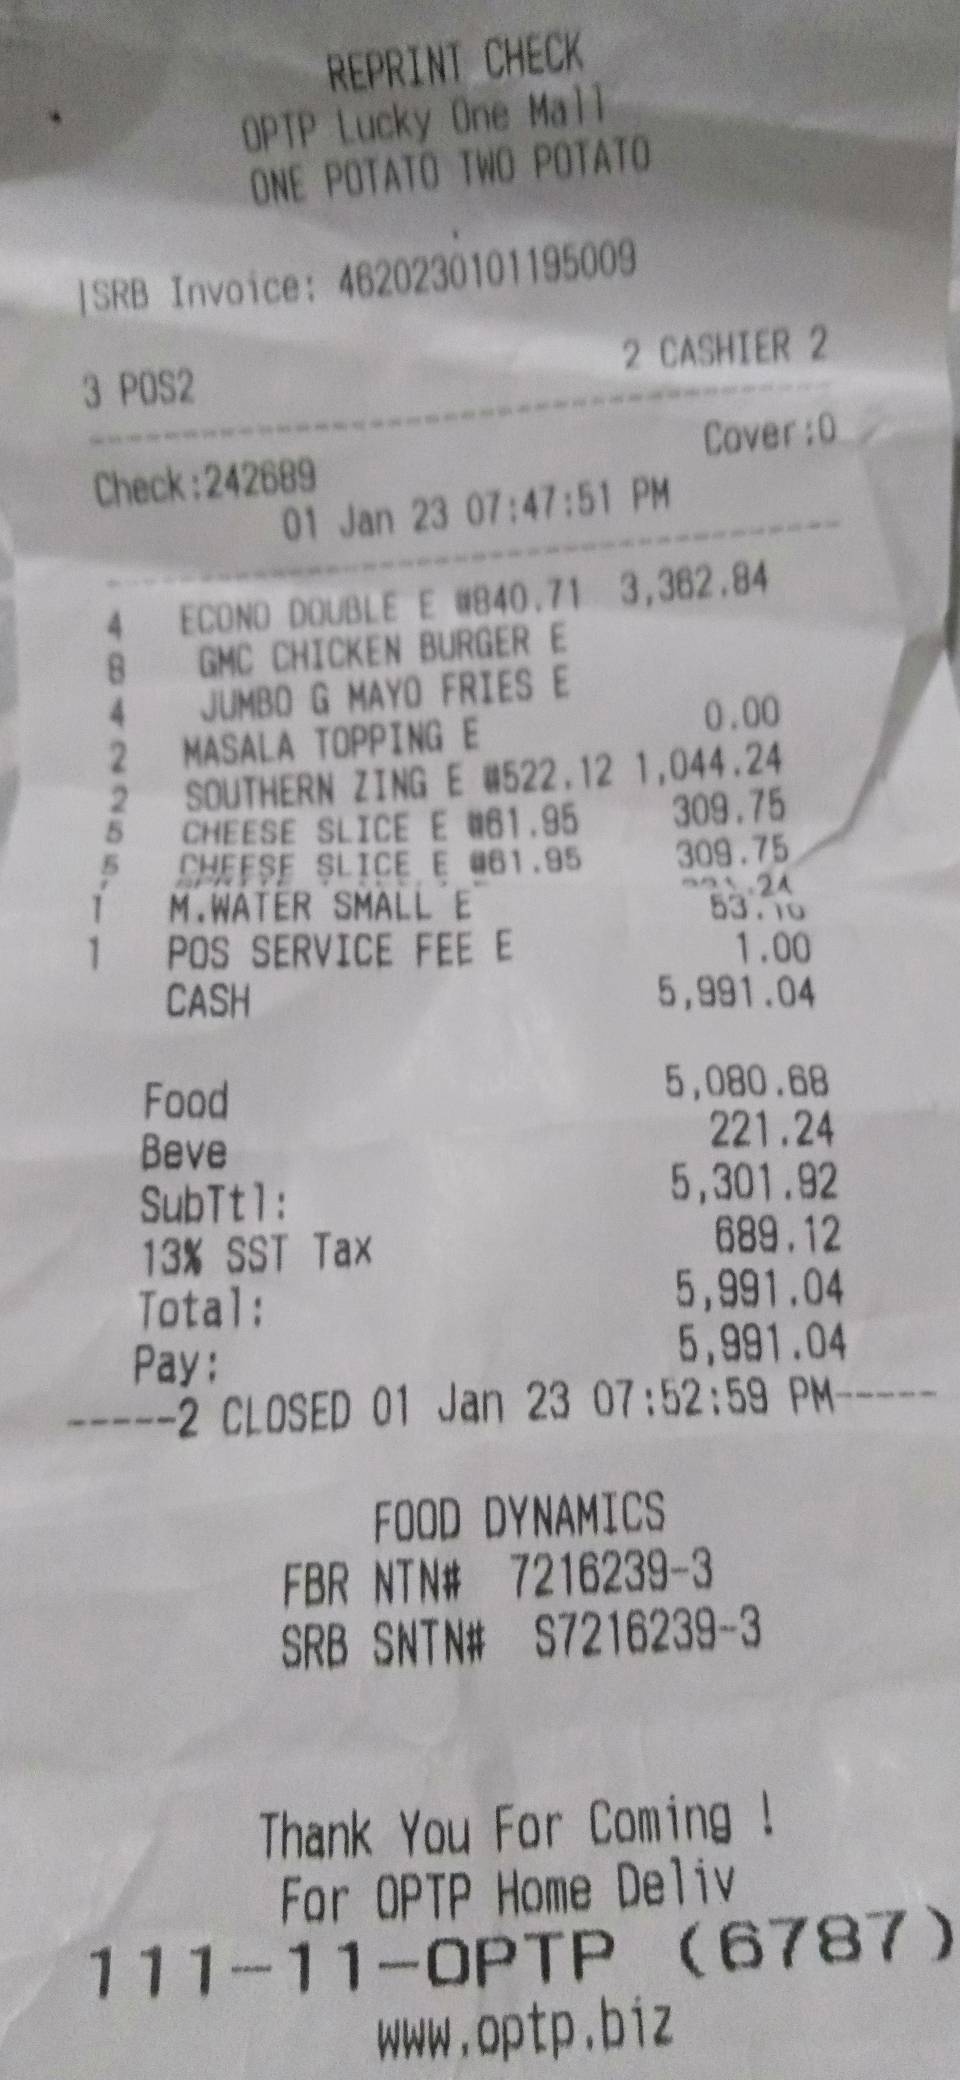 REPRINT CHECK
OPTP Lucky One Mall
ONE POTATO TWO POTATO
|SRB Invoice: 4620230101195009
3 POS2 2 CASHIER 2
Check:242689 Cover:0
01 Jan 23 07:47:51 PM
4 ECONO DOUBLE E @840.71 3,362.84
8 GMC CHICKEN BURGER E
4 JUMBO G MAYO FRIES E
2 MASALA TOPPING E 0.00
2 SOUTHERN ZING E @522.12 1,044.24
5 CHEESE SLICE E @61.95 309.75
5 CHEESE SLICE E @61.95 309.75
1 M.WATER SMALL E 53.10
1 POS SERVICE FEE E 1.00
CASH 5,991.04
Food 5,080.68
Beve 221.24
SubTtl: 5,301.92
13% SST Tax 689.12
Total: 5,991.04
Pay: 5,991.04
-----2 CLOSED 01 Jan 23 07:52:59 PM-----
FOOD DYNAMICS
FBR NTN# 7216239-3
SRB SNTN# S7216239-3
Thank You For Coming !
For OPTP Home Deliv
111-11-OPTP (6787)
www.optp.biz